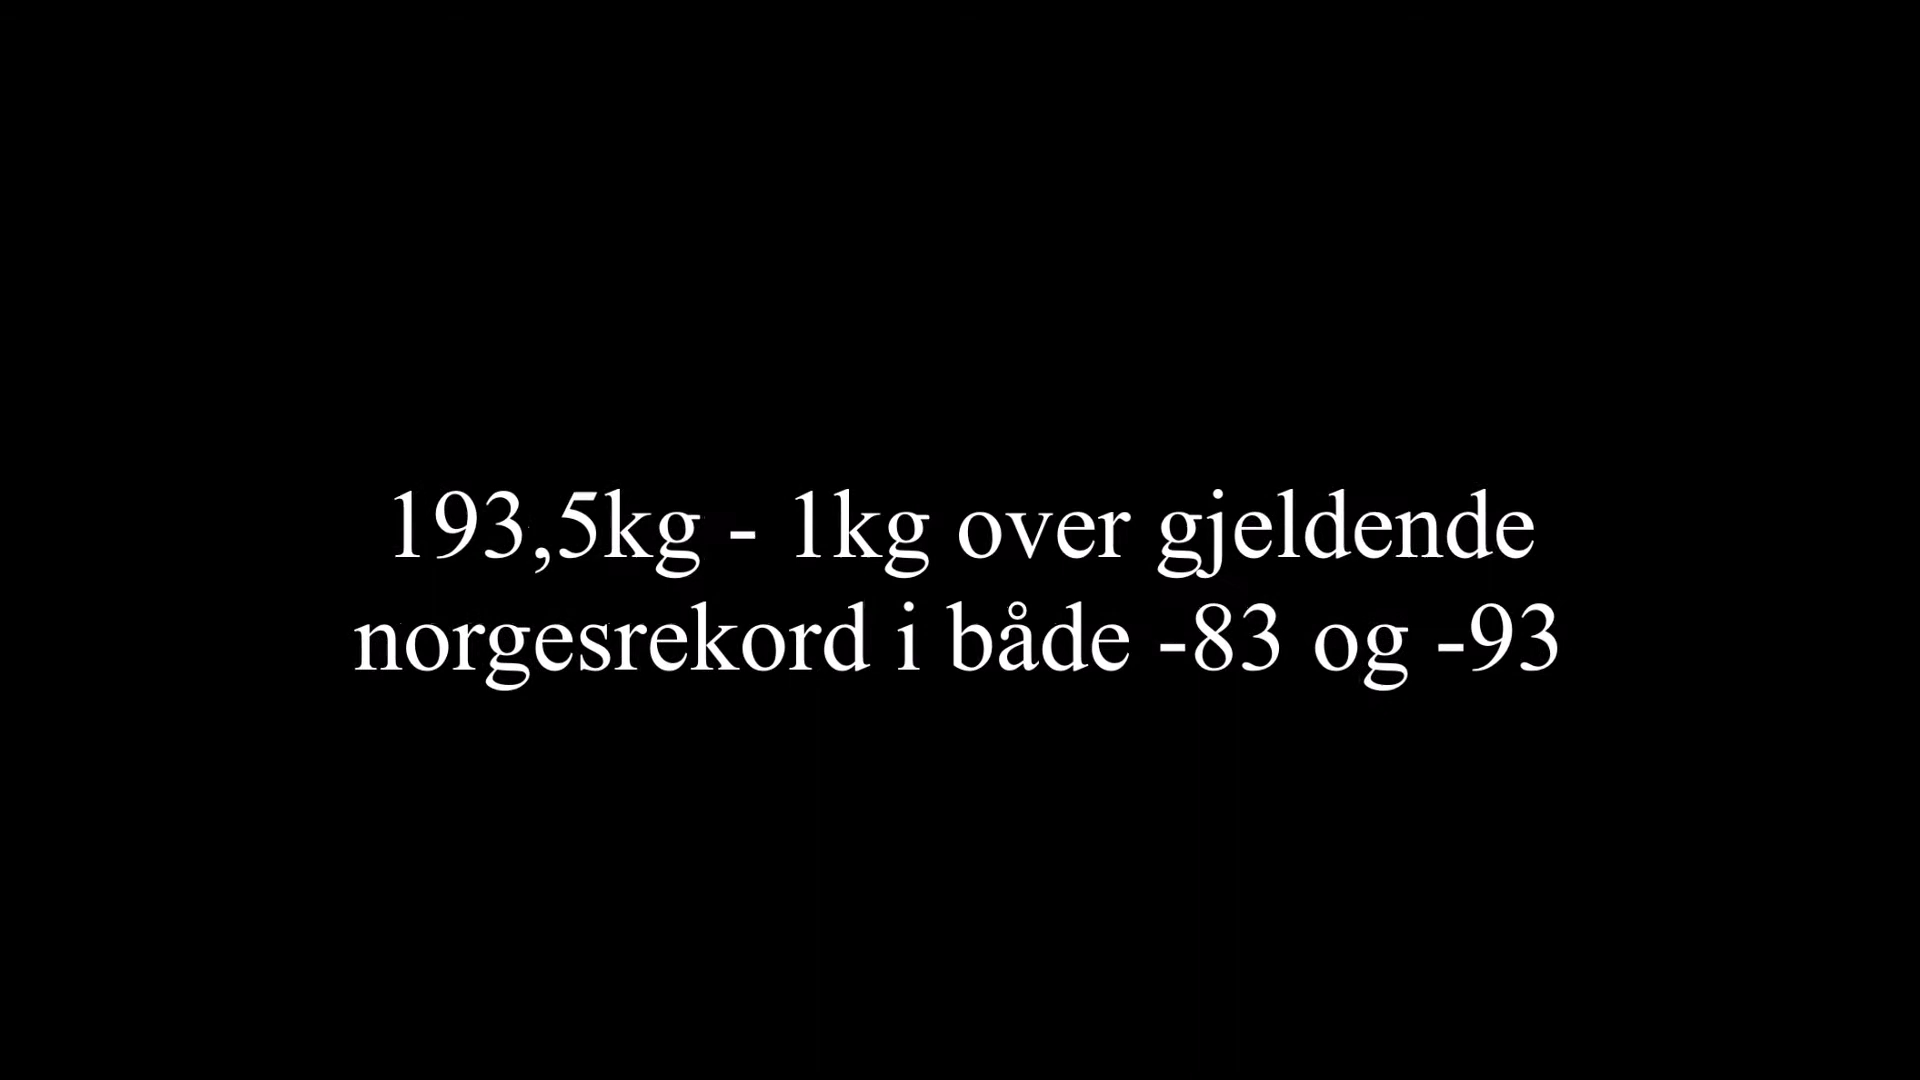 193,5kg - 1kg over gjeldende
norgesrekord i både -83 og -93